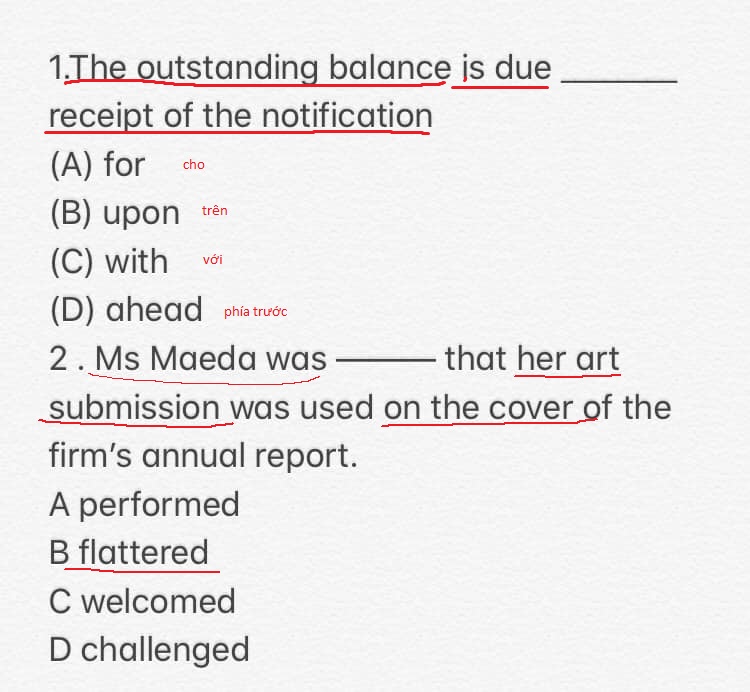 1.The outstanding balance is due ________
receipt of the notification
(A) for cho
(B) upon trên
(C) with với
(D) ahead phía trước
2 . Ms Maeda was ——— that her art
submission was used on the cover of the
firm’s annual report.
A performed
B flattered
C welcomed
D challenged